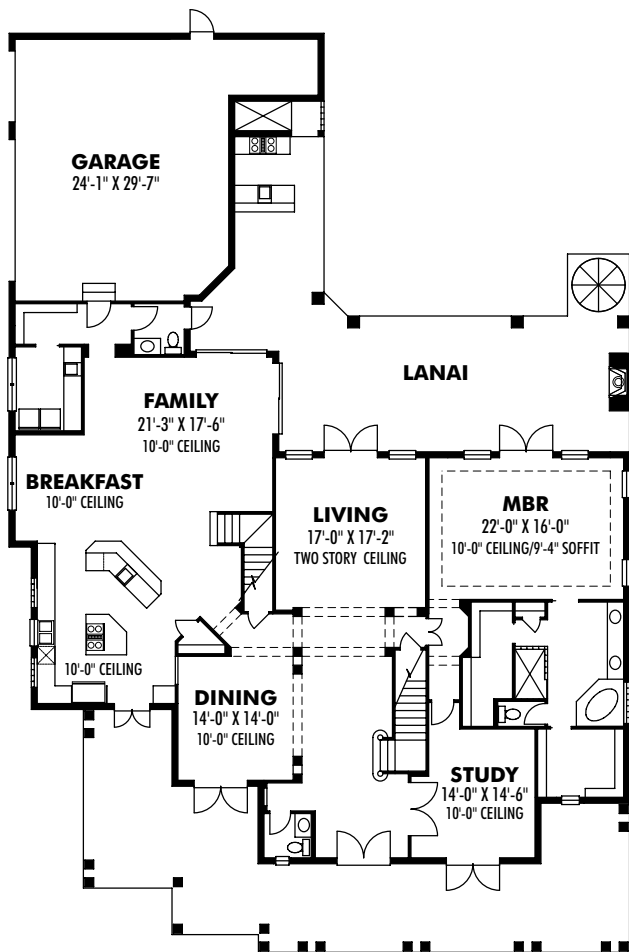 GARAGE
24'-1" X 29'-7"
LANAI
FAMILY
21'-3" X 17'-6"
10'-0" CEILING
BREAKFAST
10'-0" CEILING
LIVING
17'-0" X 17'-2"
TWO STORY CEILING
MBR
22'-0" X 16'-0"
10'-0" CEILING/9'-4" SOFFIT
10'-0" CEILING
DINING
14'-0" X 14'-0"
10'-0" CEILING
STUDY
14'-0" X 14'-6"
10'-0" CEILING